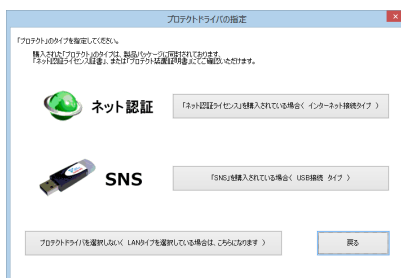 プロテクトドライバの指定
「プロテクト」のタイプを指定してください。
購入された「プロテクト」のタイプは、製品パッケージに同封されております、
「ネット認証ライセンス証書」、または「プロテクト装置証明書」にてご確認いただけます。
ネット認証
「ネット認証ライセンス」を購入されている場合( インターネット接続タイプ )
SNS
「SNS」を購入されている場合( USB接続 タイプ )
プロテクトドライバを選択しない( LANタイプを選択している場合は、こちらになります )
戻る